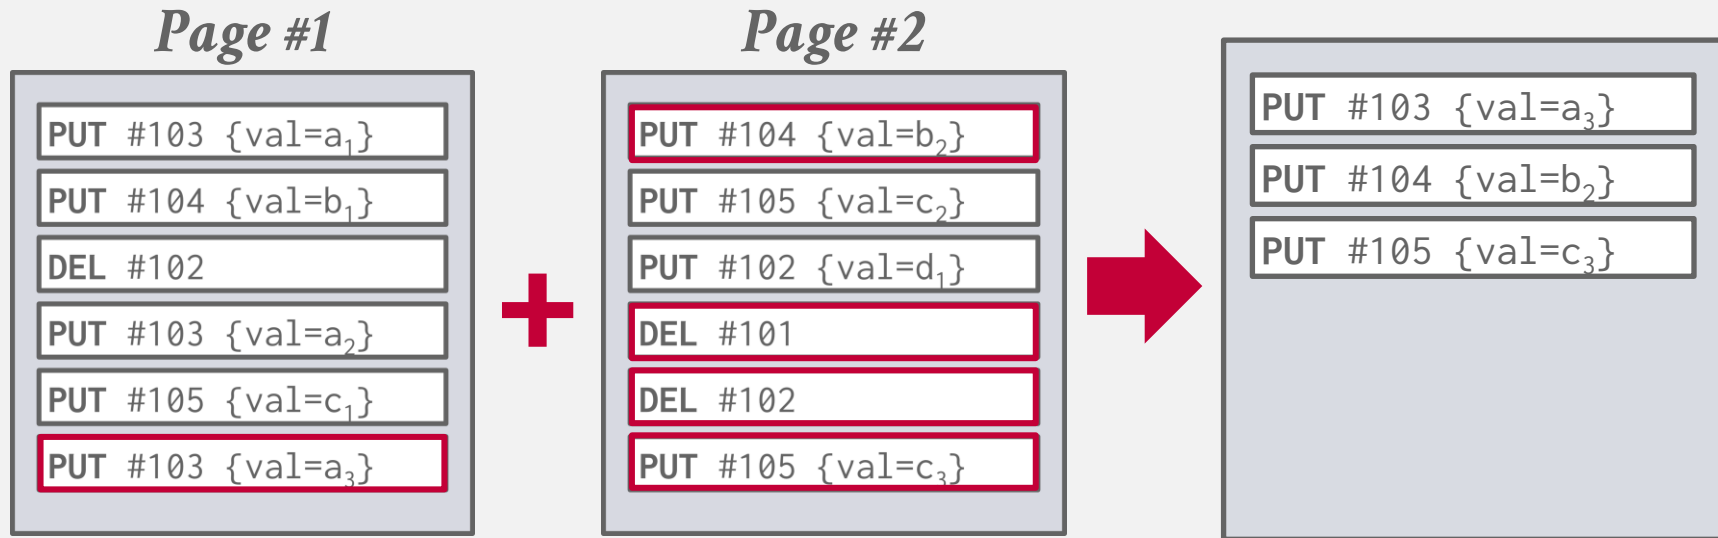 Page #1
PUT #103 {val=a₁}
PUT #104 {val=b₁}
DEL #102
PUT #103 {val=a₂}
PUT #105 {val=c₁}
PUT #103 {val=a₃}
Page #2
PUT #104 {val=b₂}
PUT #105 {val=c₂}
PUT #102 {val=d₁}
DEL #101
DEL #102
PUT #105 {val=c₃}
PUT #103 {val=a₃}
PUT #104 {val=b₂}
PUT #105 {val=c₃}